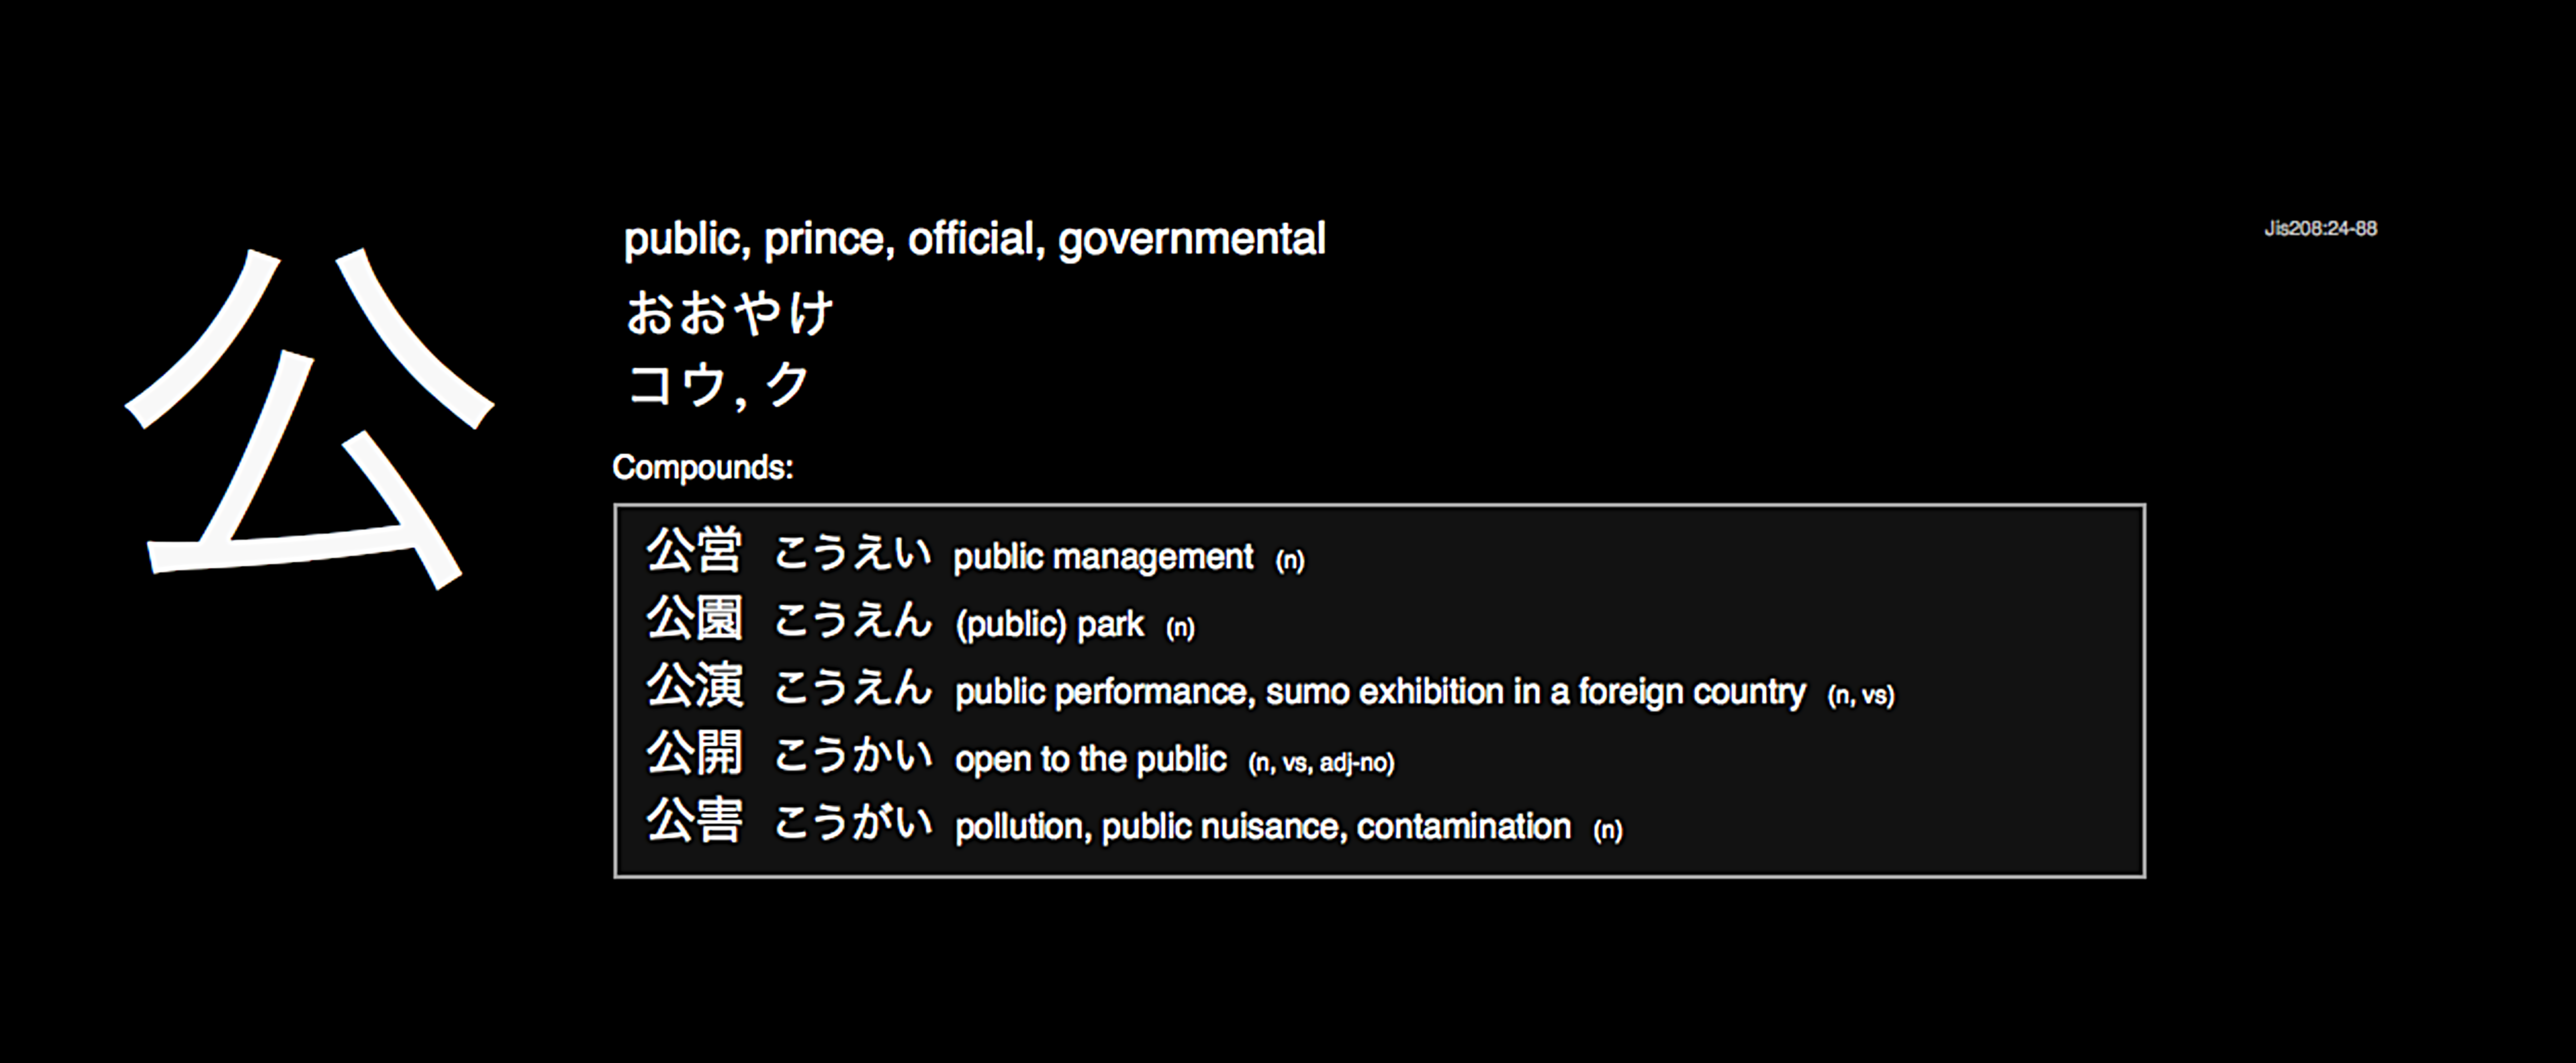 公
public, prince, official, governmental
Jis208:24-88
おおやけ
コウ, ク
Compounds:
公営 こうえい public management (n)
公園 こうえん (public) park (n)
公演 こうえん public performance, sumo exhibition in a foreign country (n, vs)
公開 こうかい open to the public (n, vs, adj-no)
公害 こうがい pollution, public nuisance, contamination (n)